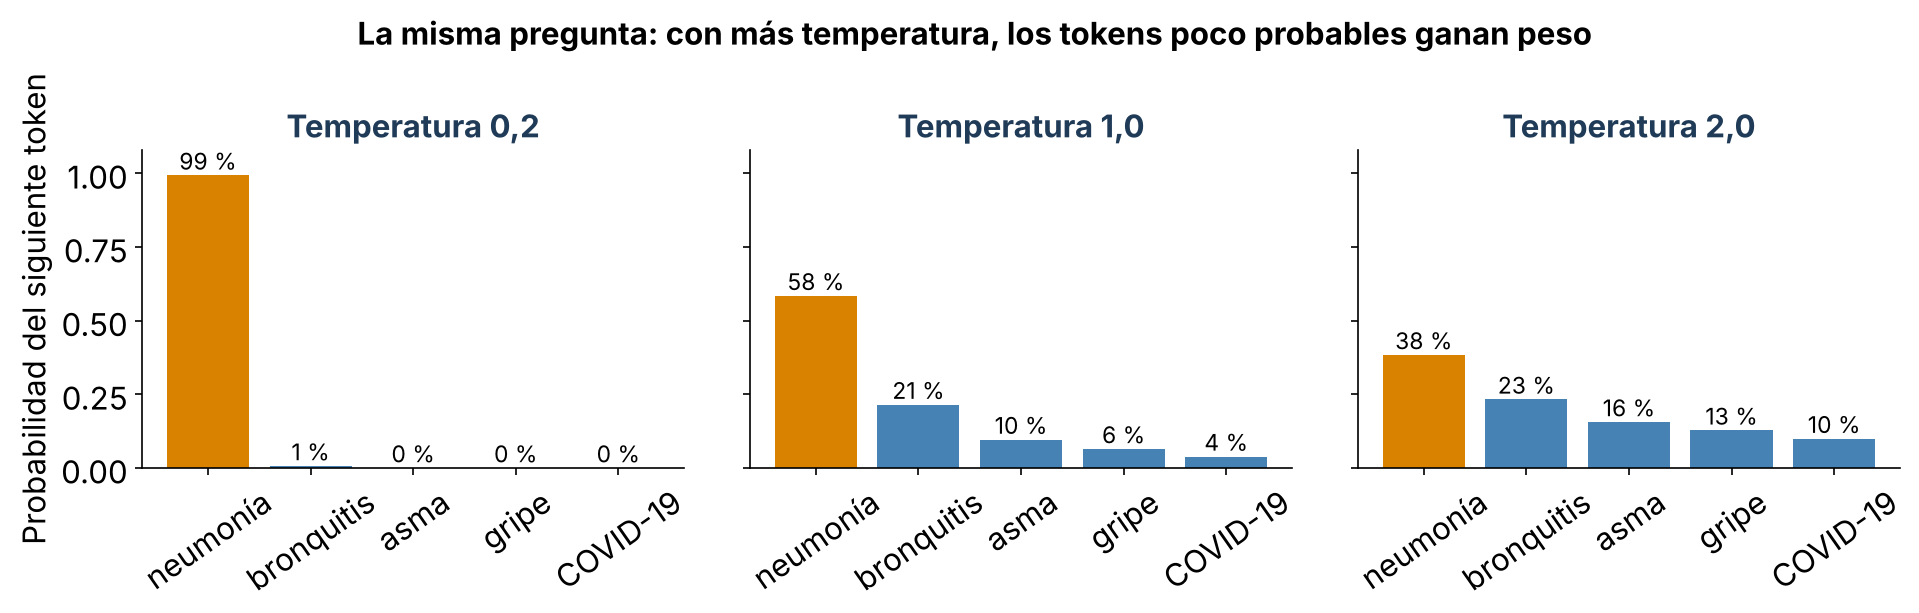 La misma pregunta: con más temperatura, los tokens poco probables ganan peso
Probabilidad del siguiente token
Temperatura 0,2
1.00
0.75
0.50
0.25
0.00
99 %
1 %
0 %
0 %
0 %
neumonía
bronquitis
asma
gripe
COVID-19
Temperatura 1,0
58 %
21 %
10 %
6 %
4 %
neumonía
bronquitis
asma
gripe
COVID-19
Temperatura 2,0
38 %
23 %
16 %
13 %
10 %
neumonía
bronquitis
asma
gripe
COVID-19